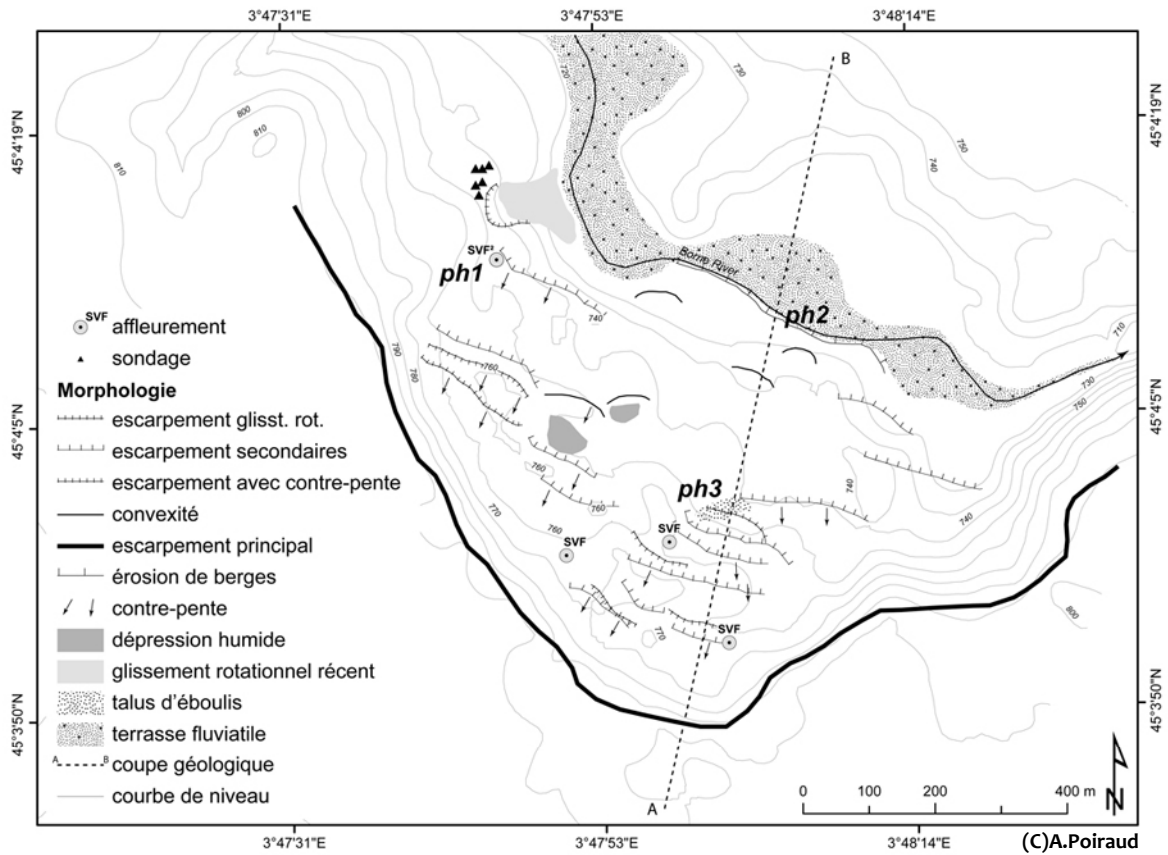 3°47'31"E 3°47'53"E 3°48'14"E
B
720
730
800
810
750
45°4'19"N 45°4'19"N
740
810
SVF²
ph1
Borne River
SVF affleurement
740
ph2
710
sondage
790
730
Morphologie
780
760
750
escarpement glisst. rot.
45°4'5"N 45°4'5"N
escarpement secondaires
760
escarpement avec contre-pente
ph3
740
convexité
770
760
760
SVF
740
escarpement principal
SVF
érosion de berges
contre-pente
800
dépression humide
770
SVF
glissement rotationnel récent
talus d'éboulis
45°3'50"N 45°3'50"N
terrasse fluviatile
A B coupe géologique
courbe de niveau
A
0 100 200 400 m
N
3°47'31"E 3°47'53"E 3°48'14"E
(C)A.Poiraud